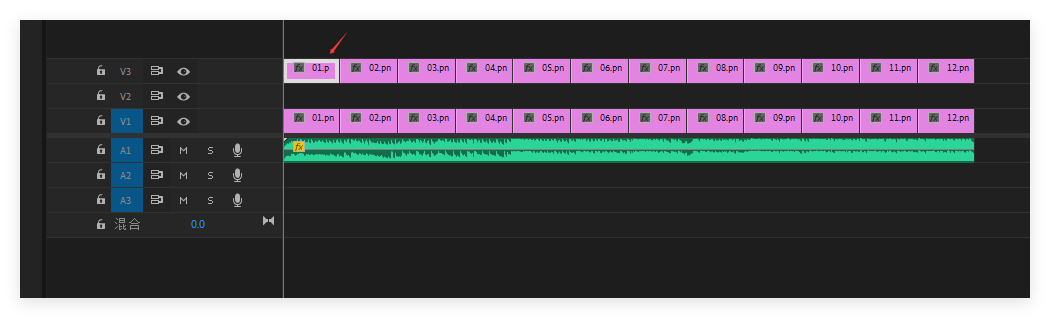 V3 fx 01.p fx 02.pn fx 03.pn fx 04.pn fx 05.pn fx 06.pn fx 07.pn fx 08.pn fx 09.pn fx 10.pn fx 11.pn fx 12.pn
V2
V1 fx 01.pn fx 02.pn fx 03.pn fx 04.pn fx 05.pn fx 06.pn fx 07.pn fx 08.pn fx 09.pn fx 10.pn fx 11.pn fx 12.pn
A1 M S fx
A2 M S
A3 M S
混合 0.0